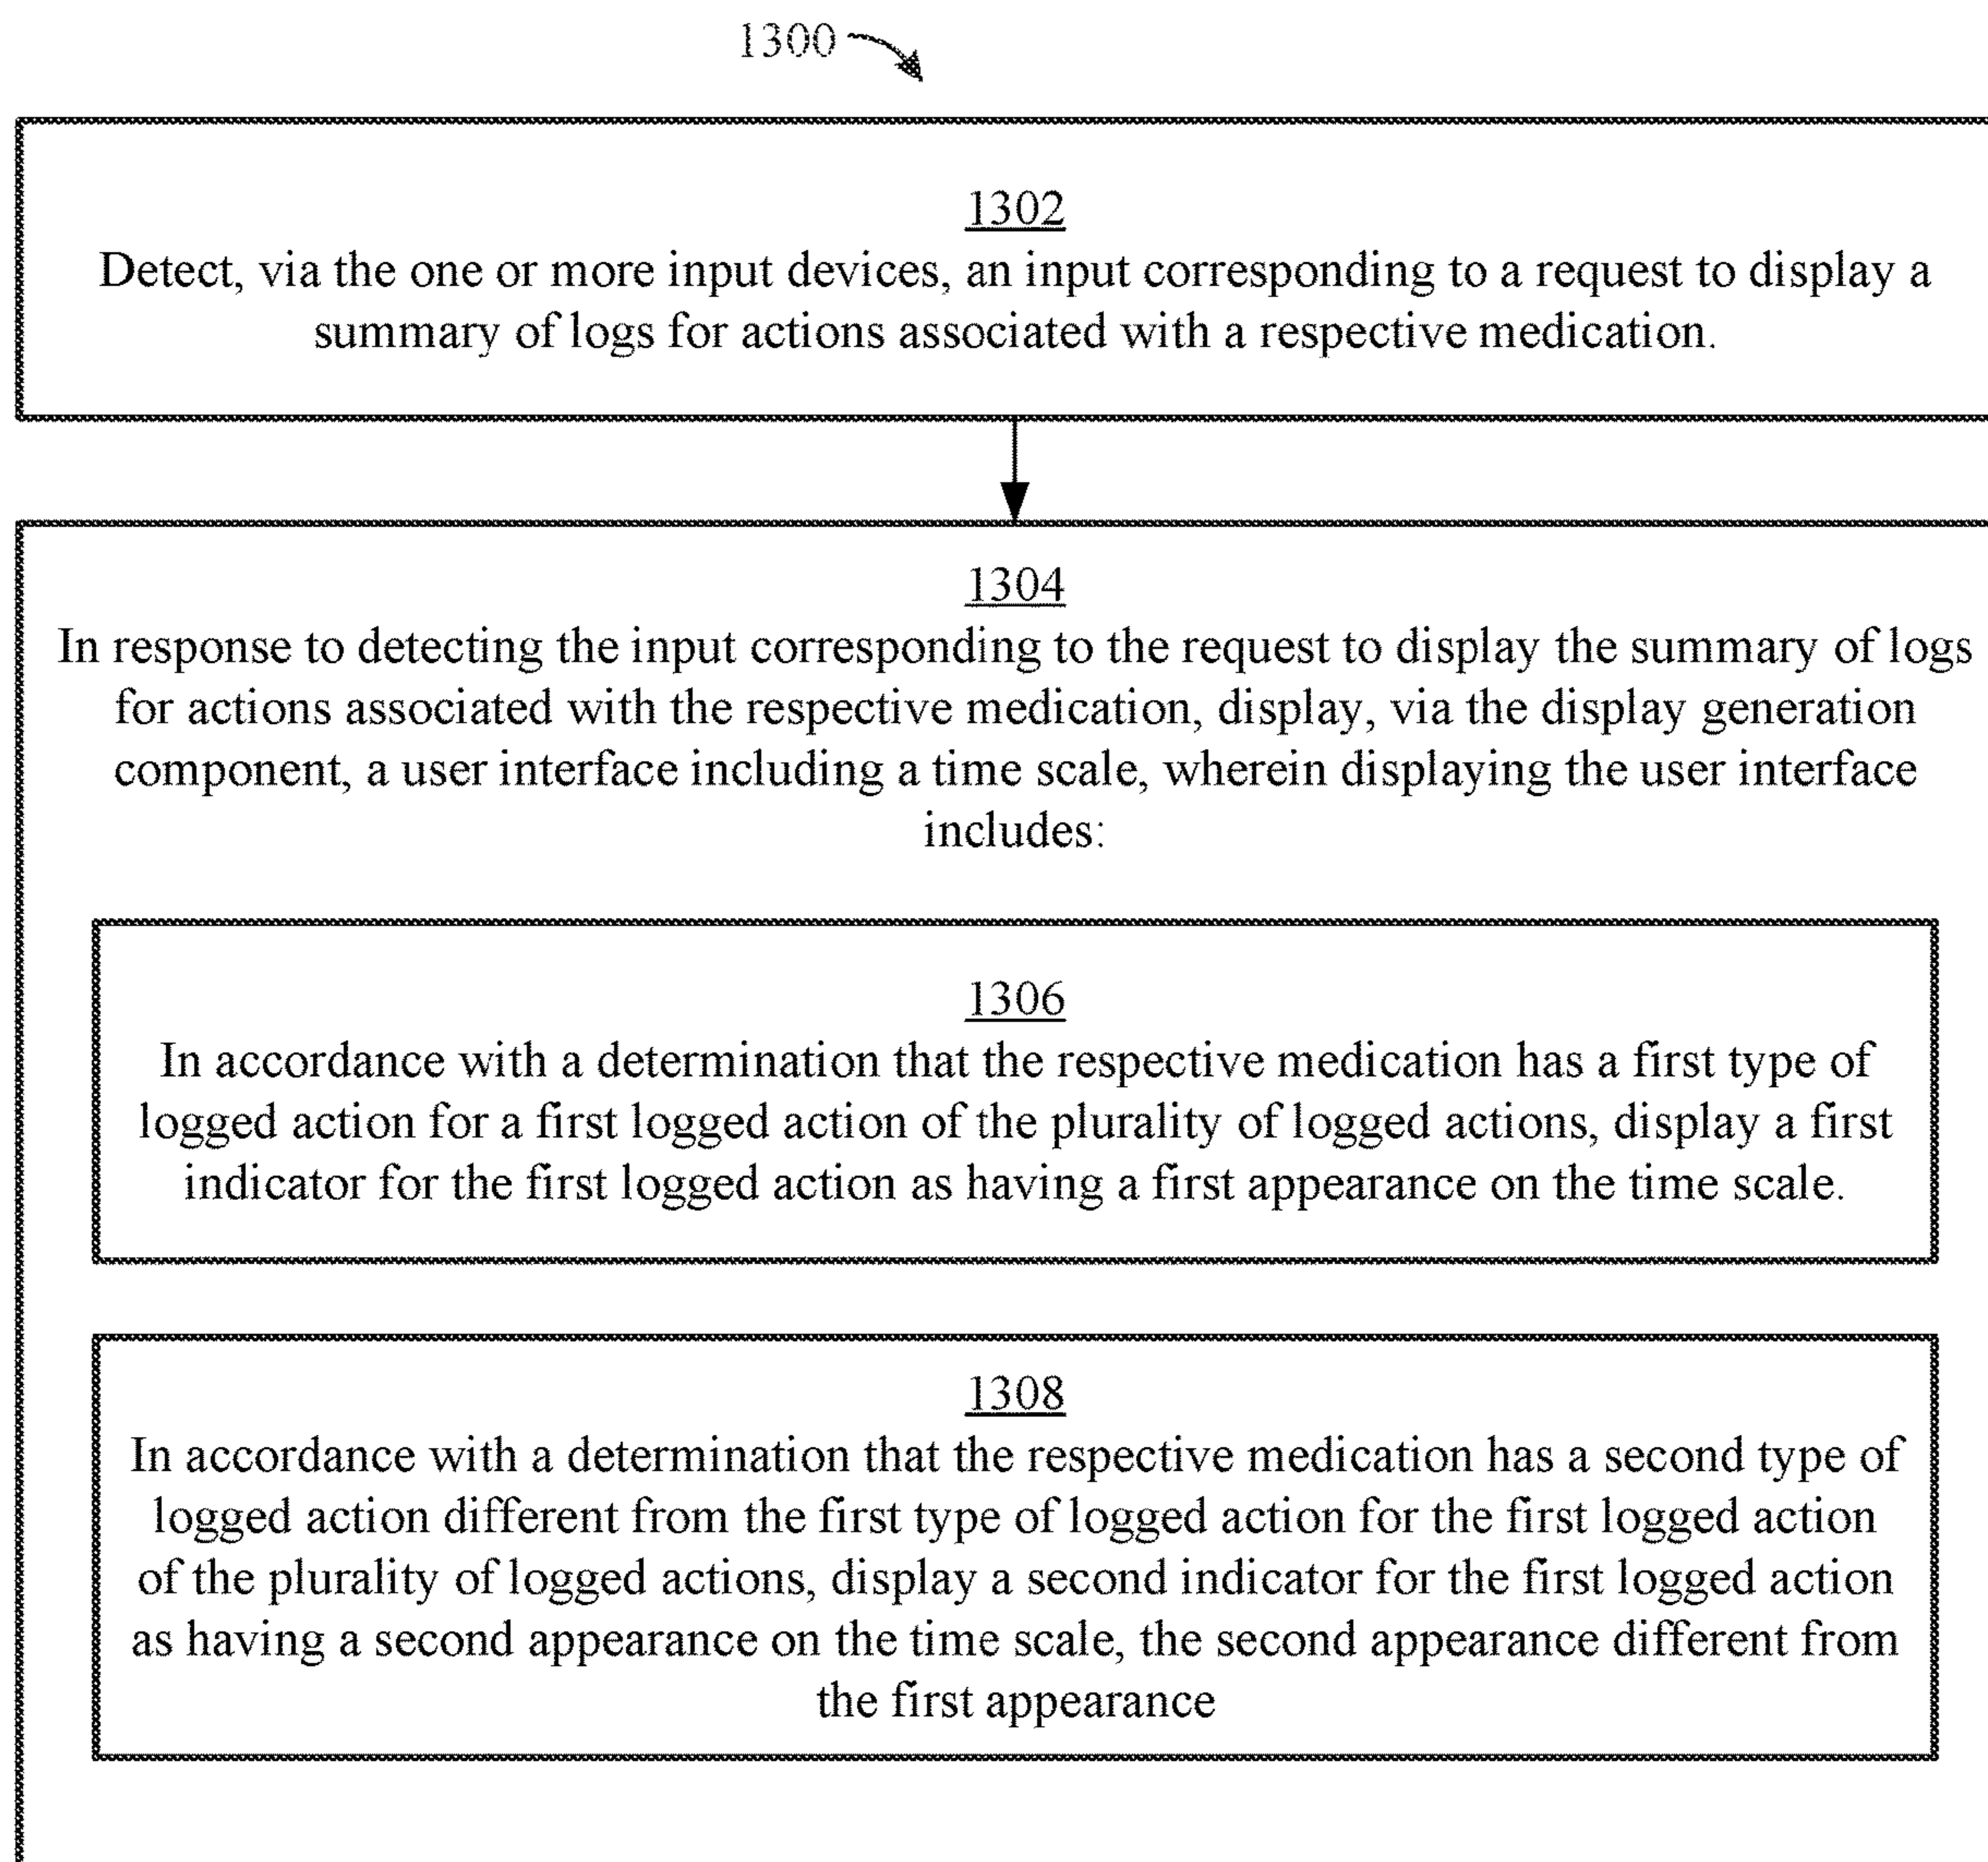 1300
1302
Detect, via the one or more input devices, an input corresponding to a request to display a
summary of logs for actions associated with a respective medication.
1304
In response to detecting the input corresponding to the request to display the summary of logs
for actions associated with the respective medication, display, via the display generation
component, a user interface including a time scale, wherein displaying the user interface
includes:
1306
In accordance with a determination that the respective medication has a first type of
logged action for a first logged action of the plurality of logged actions, display a first
indicator for the first logged action as having a first appearance on the time scale.
1308
In accordance with a determination that the respective medication has a second type of
logged action different from the first type of logged action for the first logged action
of the plurality of logged actions, display a second indicator for the first logged action
as having a second appearance on the time scale, the second appearance different from
the first appearance